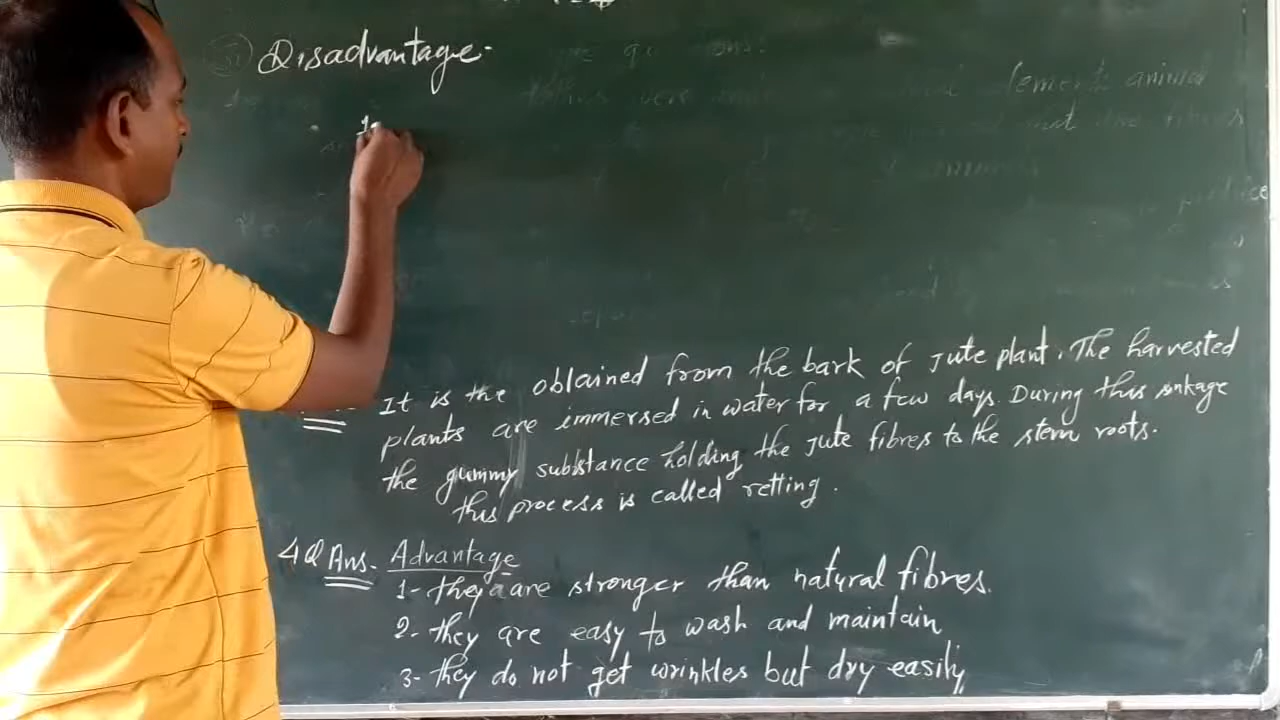 Disadvantage.
1
It is the oblained from the bark of Jute plant. The harvested
plants are immersed in water for a few days. During this
the gummy substance holding the Jute fibres to the stem roots.
this process is called retting.
4 Q Ans. Advantage
1- they are stronger than natural fibres.
2- they are easy to wash and maintain
3- they do not get wrinkles but dry easily,